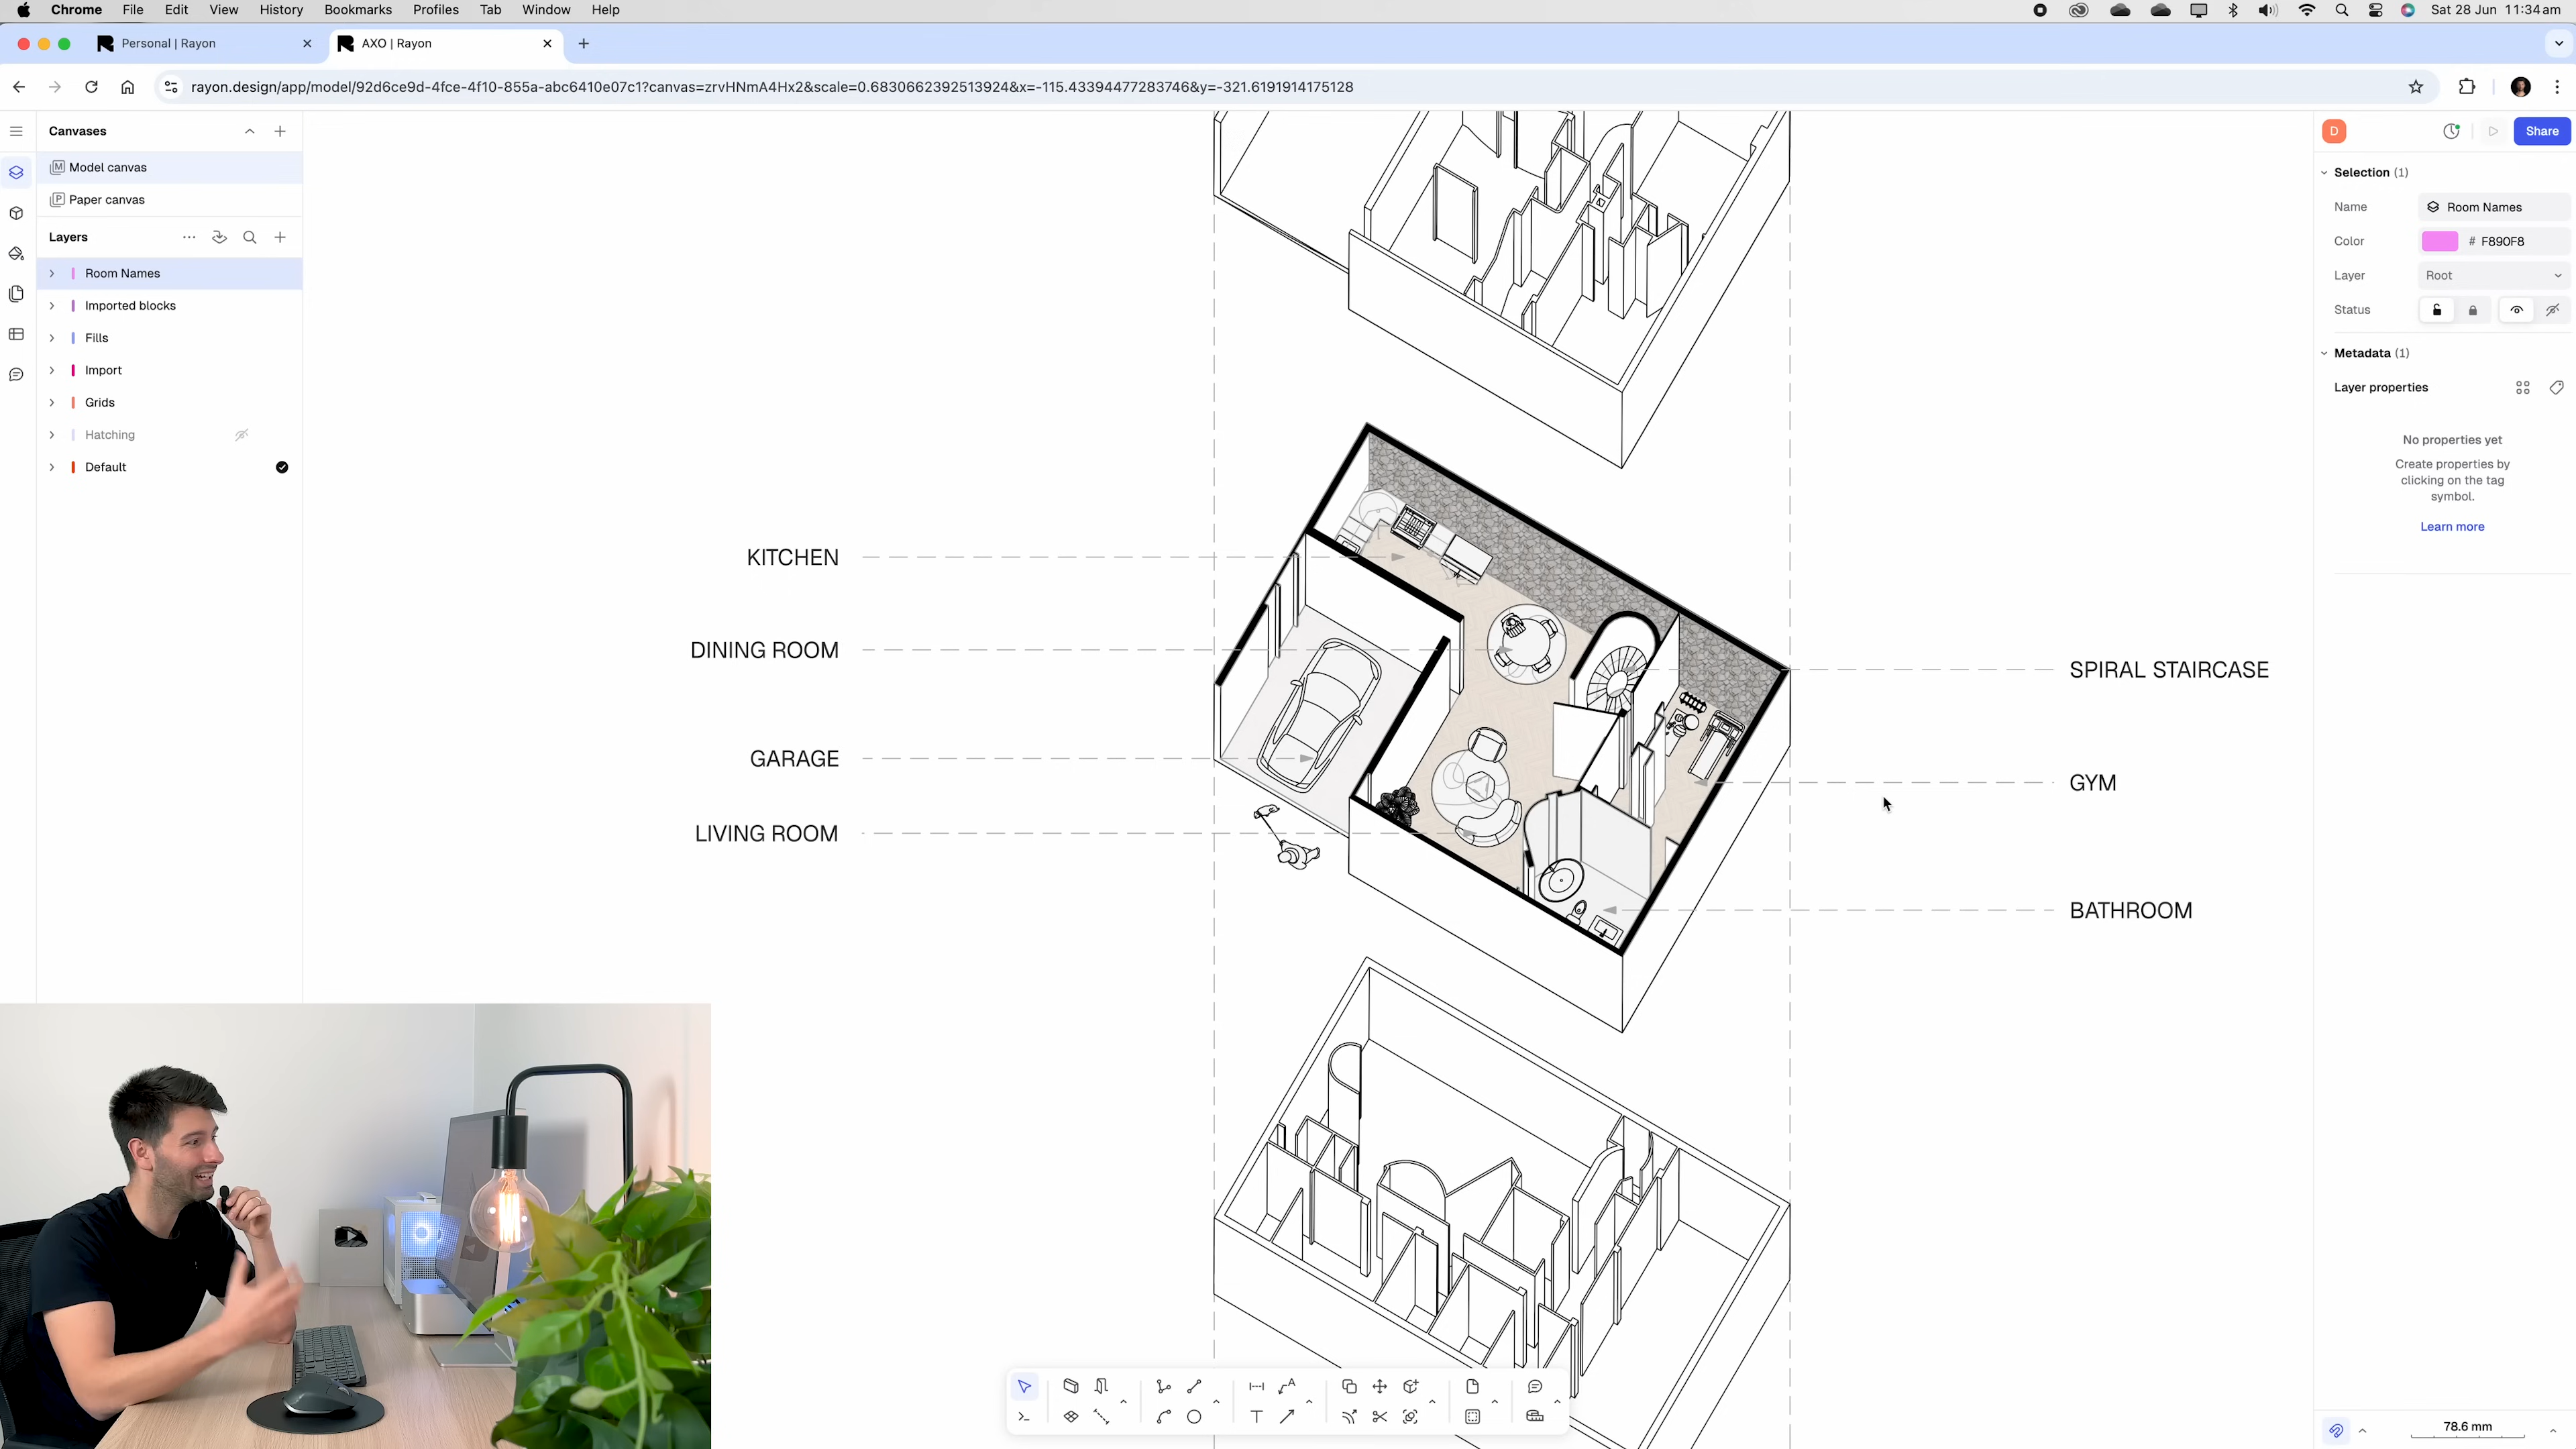 Chrome File Edit View History Bookmarks Profiles Tab Window Help
Sat 28 Jun 11:34 am
Personal | Rayon
AXO | Rayon
rayon.design/app/model/92d6ce9d-4fce-4f10-855a-abc6410e07c1?canvas=zrvHNmA4Hx2&scale=0.6830662392513924&x=-115.43394477283746&y=-321.6191914175128
Canvases
Model canvas
Paper canvas
Layers
Room Names
Imported blocks
Fills
Import
Grids
Hatching
Default
KITCHEN
DINING ROOM
GARAGE
LIVING ROOM
SPIRAL STAIRCASE
GYM
BATHROOM
D
Share
Selection (1)
Name Room Names
Color # F890F8
Layer Root
Status
Metadata (1)
Layer properties
No properties yet
Create properties by
clicking on the tag
symbol.
Learn more
78.6 mm